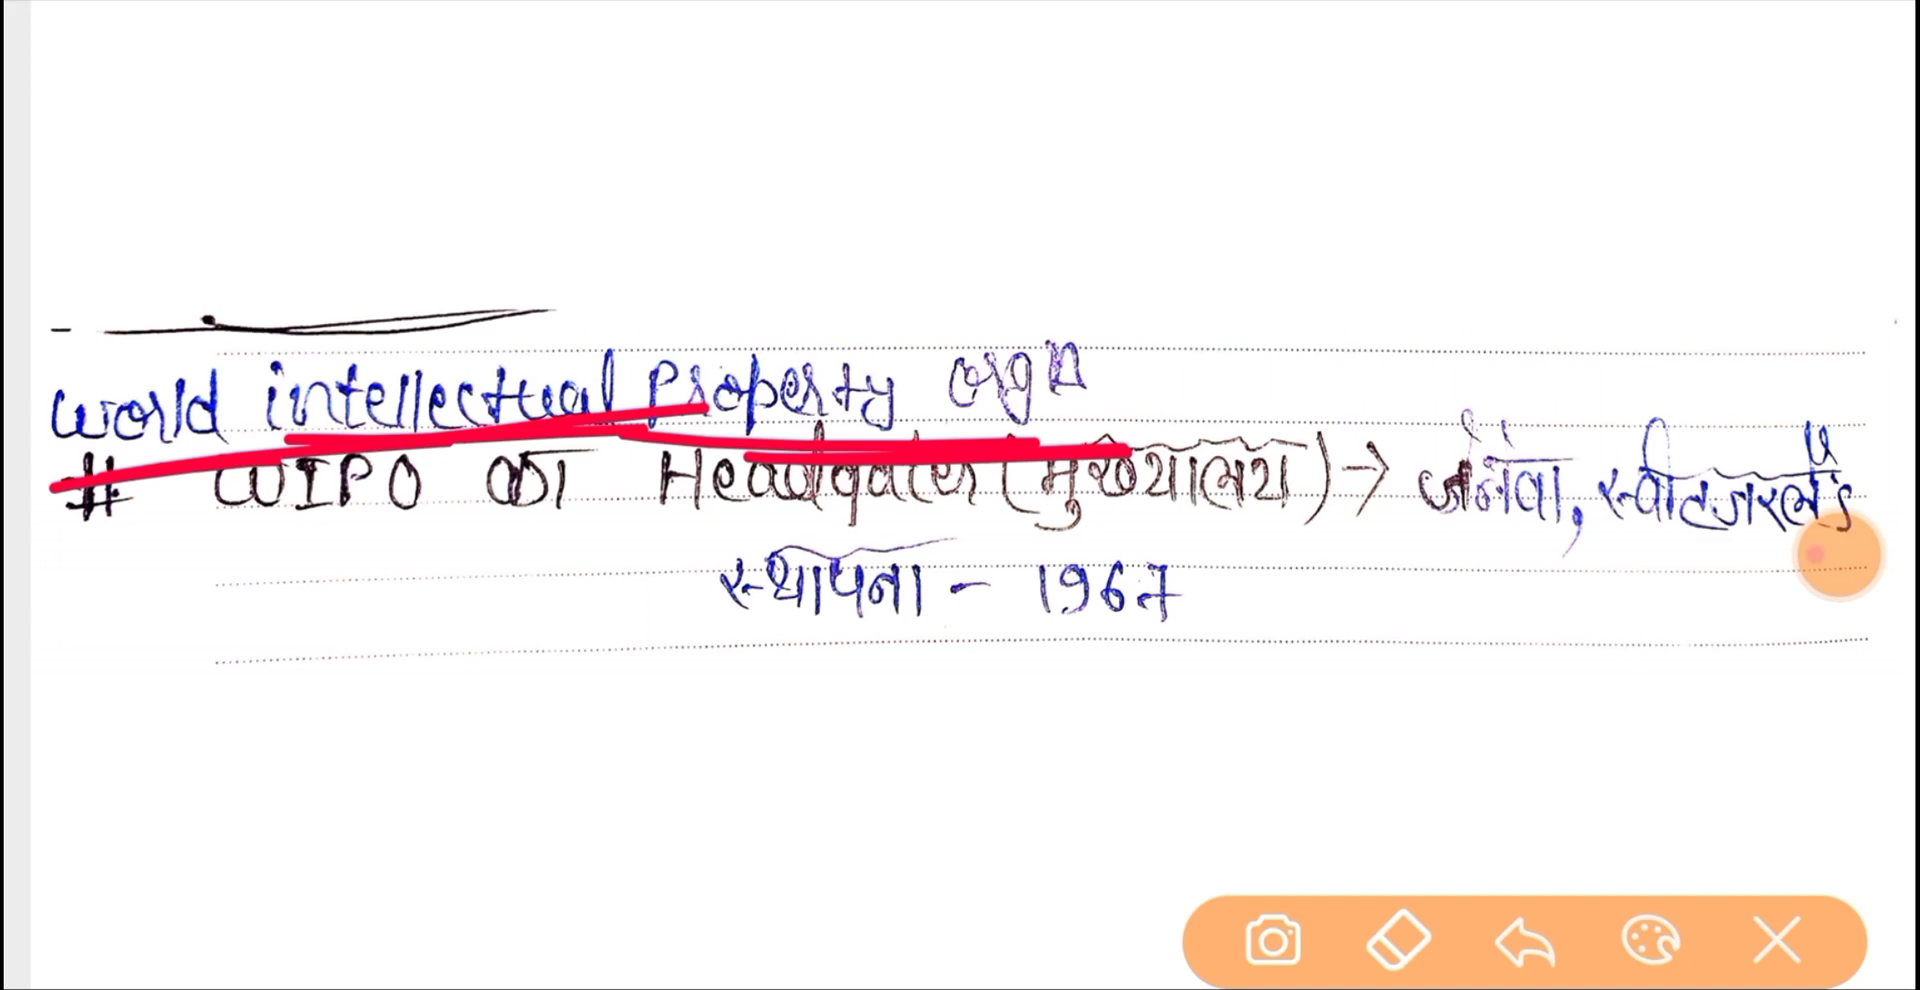 World intellectual Property orgn
# WIPO का Headquater (मुख्यालय) → जेनेवा, स्वीटजरलैंड
स्थापना - 1967